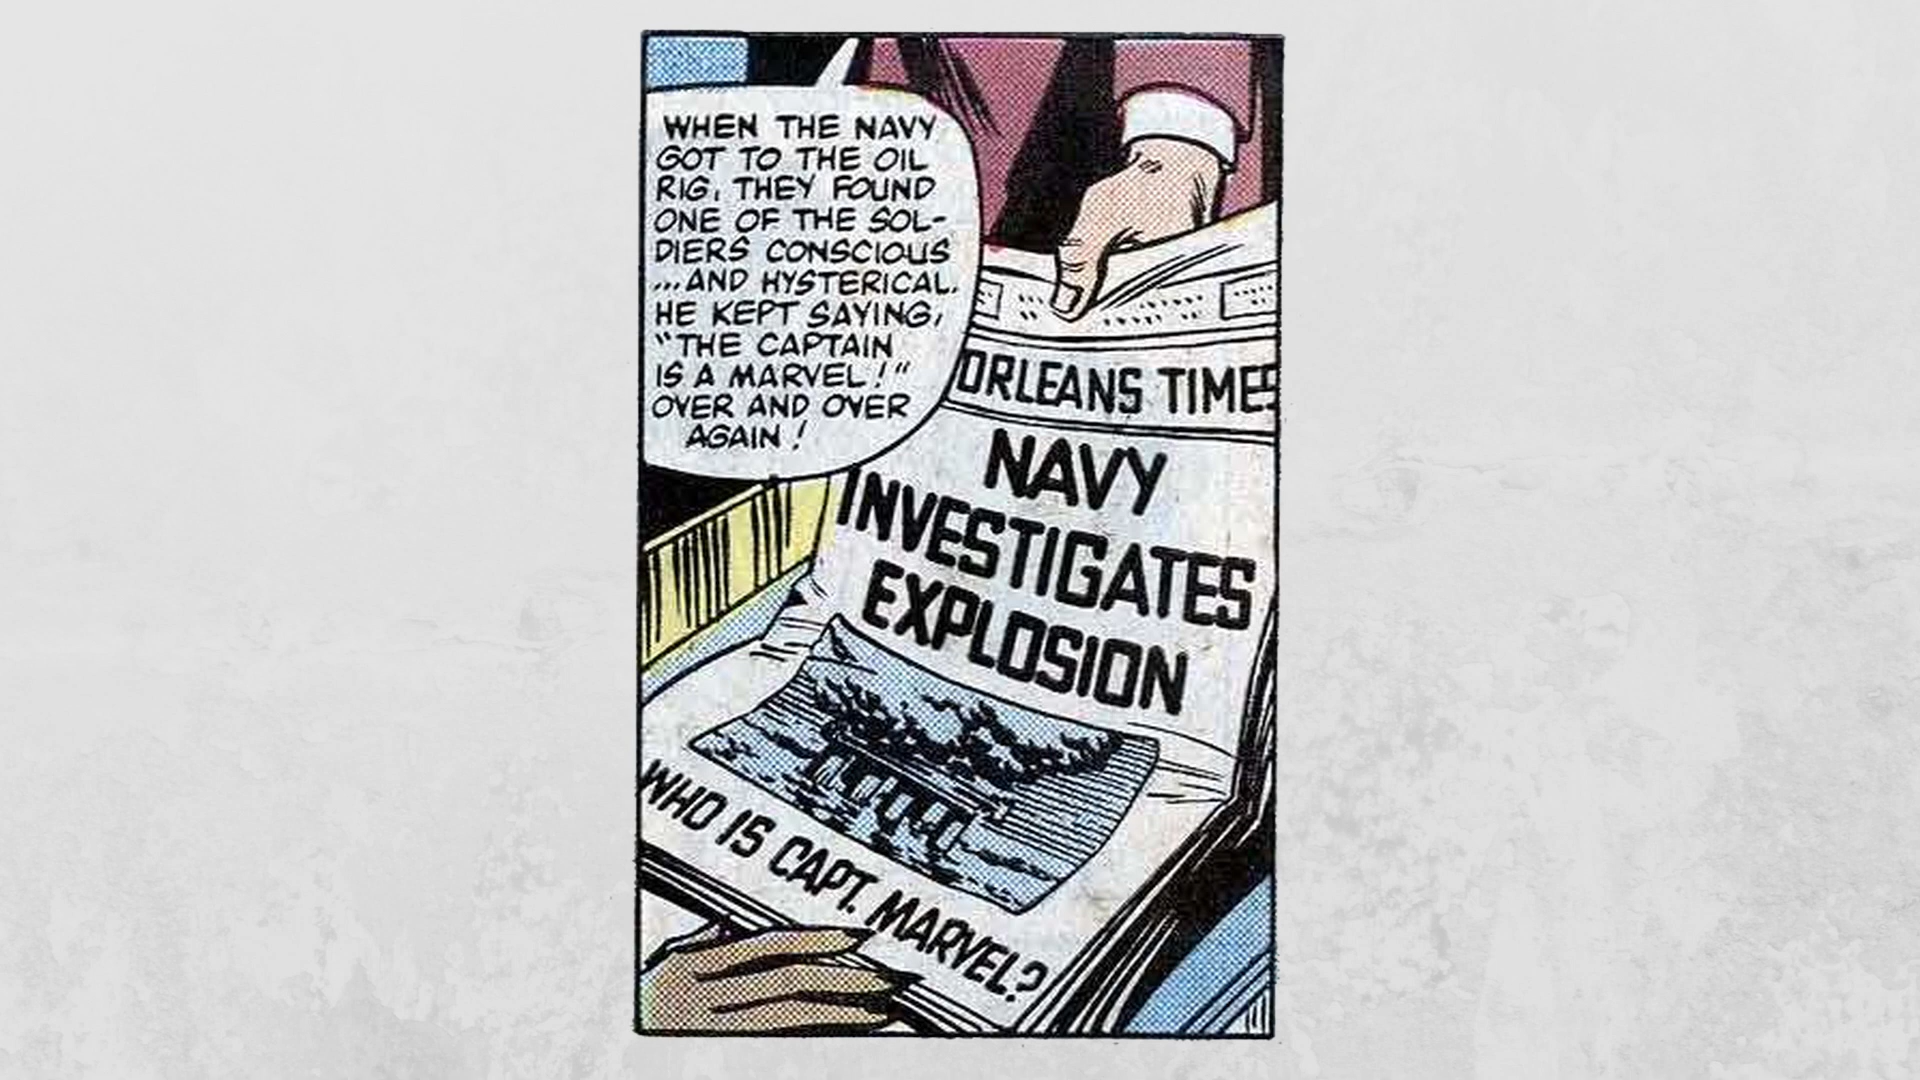 WHEN THE NAVY
GOT TO THE OIL
RIG, THEY FOUND
ONE OF THE SOL-
DIERS CONSCIOUS
...AND HYSTERICAL.
HE KEPT SAYING,
"THE CAPTAIN
IS A MARVEL!"
OVER AND OVER
AGAIN!
ORLEANS TIMES
NAVY
INVESTIGATES
EXPLOSION
WHO IS CAPT. MARVEL?